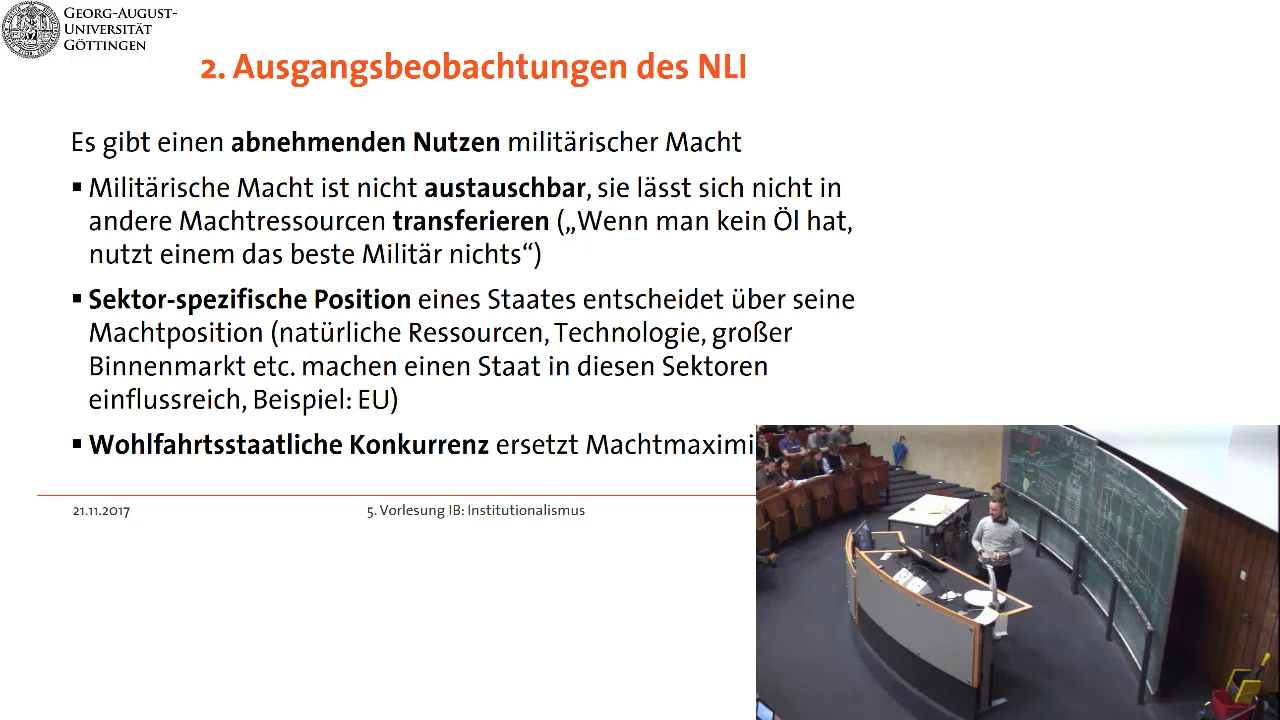 GEORG-AUGUST-
UNIVERSITÄT
GÖTTINGEN
2. Ausgangsbeobachtungen des NLI
Es gibt einen abnehmenden Nutzen militärischer Macht
▪ Militärische Macht ist nicht austauschbar, sie lässt sich nicht in
andere Machtressourcen transferieren („Wenn man kein Öl hat,
nutzt einem das beste Militär nichts“)
▪ Sektor-spezifische Position eines Staates entscheidet über seine
Machtposition (natürliche Ressourcen, Technologie, großer
Binnenmarkt etc. machen einen Staat in diesen Sektoren
einflussreich, Beispiel: EU)
▪ Wohlfahrtsstaatliche Konkurrenz ersetzt Machtmaximi
21.11.2017 5. Vorlesung IB: Institutionalismus